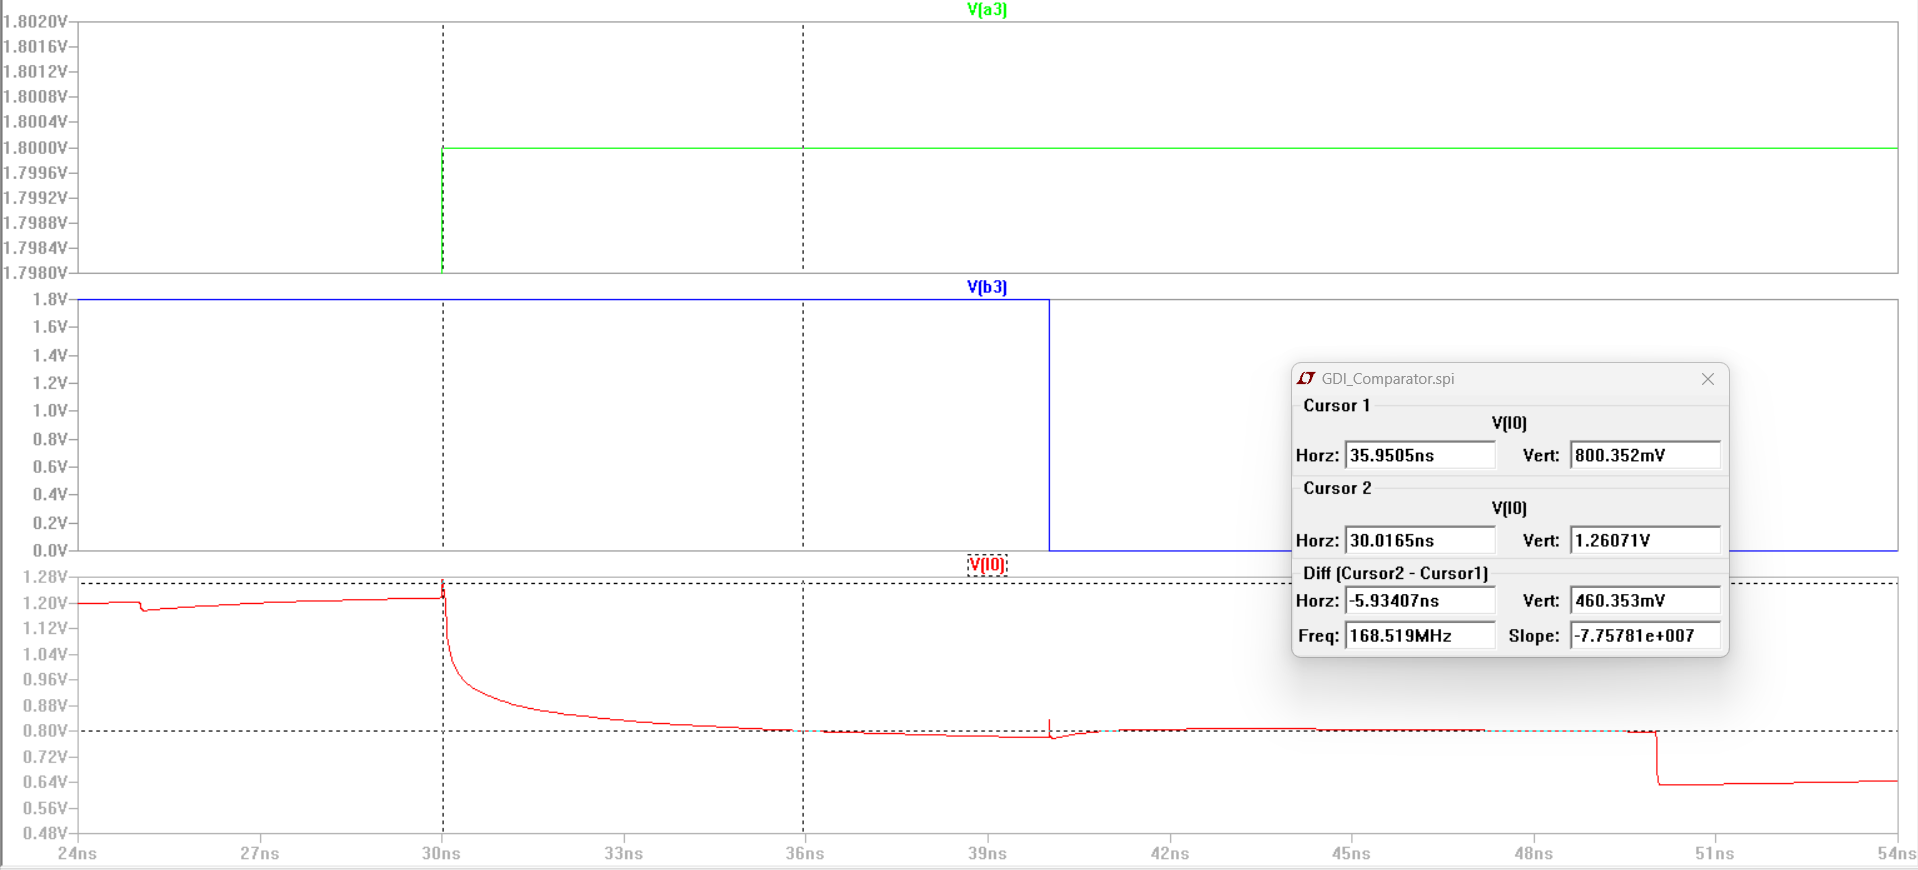 V(a3)
1.8020V
1.8016V
1.8012V
1.8008V
1.8004V
1.8000V
1.7996V
1.7992V
1.7988V
1.7984V
1.7980V
V(b3)
1.8V
1.6V
1.4V
1.2V
1.0V
0.8V
0.6V
0.4V
0.2V
0.0V
V(l0)
1.28V
1.20V
1.12V
1.04V
0.96V
0.88V
0.80V
0.72V
0.64V
0.56V
0.48V
24ns 27ns 30ns 33ns 36ns 39ns 42ns 45ns 48ns 51ns 54ns
GDI_Comparator.spi
Cursor 1
V(l0)
Horz: 35.9505ns Vert: 800.352mV
Cursor 2
V(l0)
Horz: 30.0165ns Vert: 1.26071V
Diff (Cursor2 - Cursor1)
Horz: -5.93407ns Vert: 460.353mV
Freq: 168.519MHz Slope: -7.75781e+007